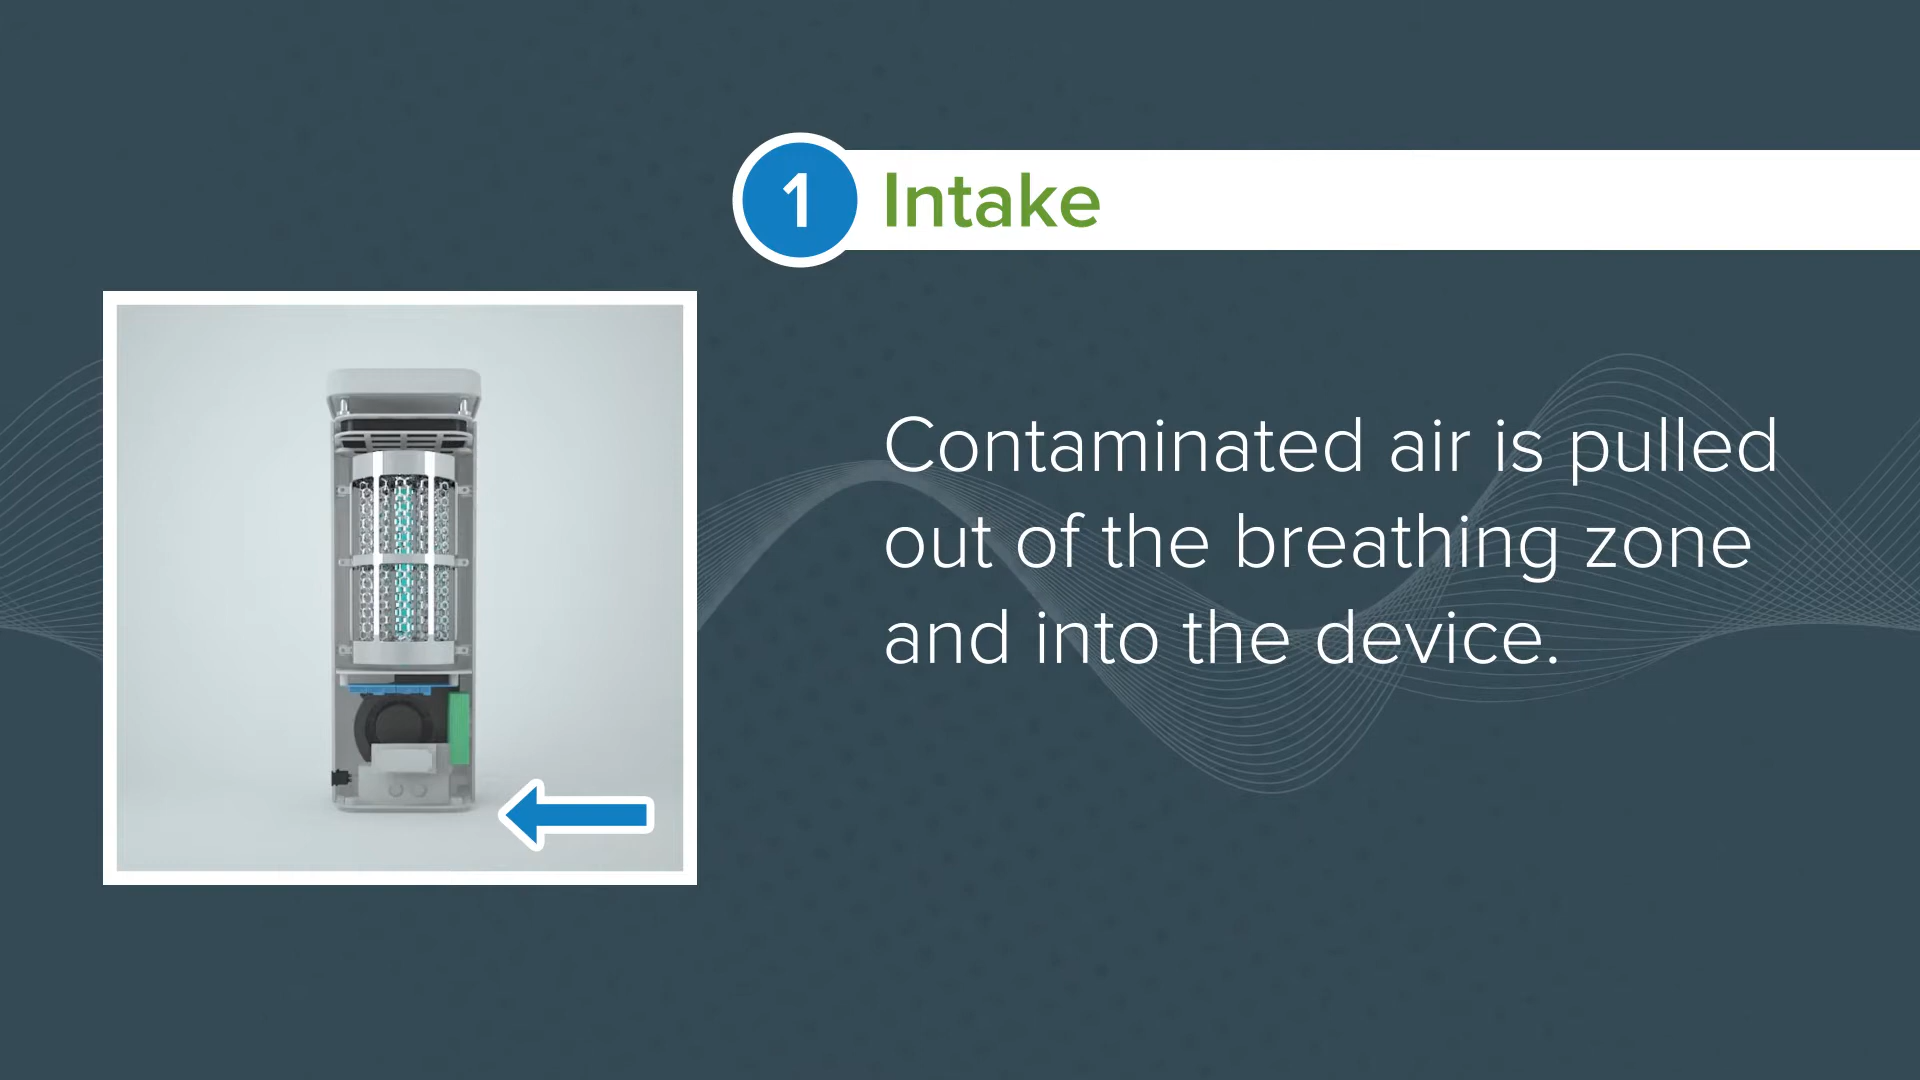 1
Intake
Contaminated air is pulled
out of the breathing zone
and into the device.